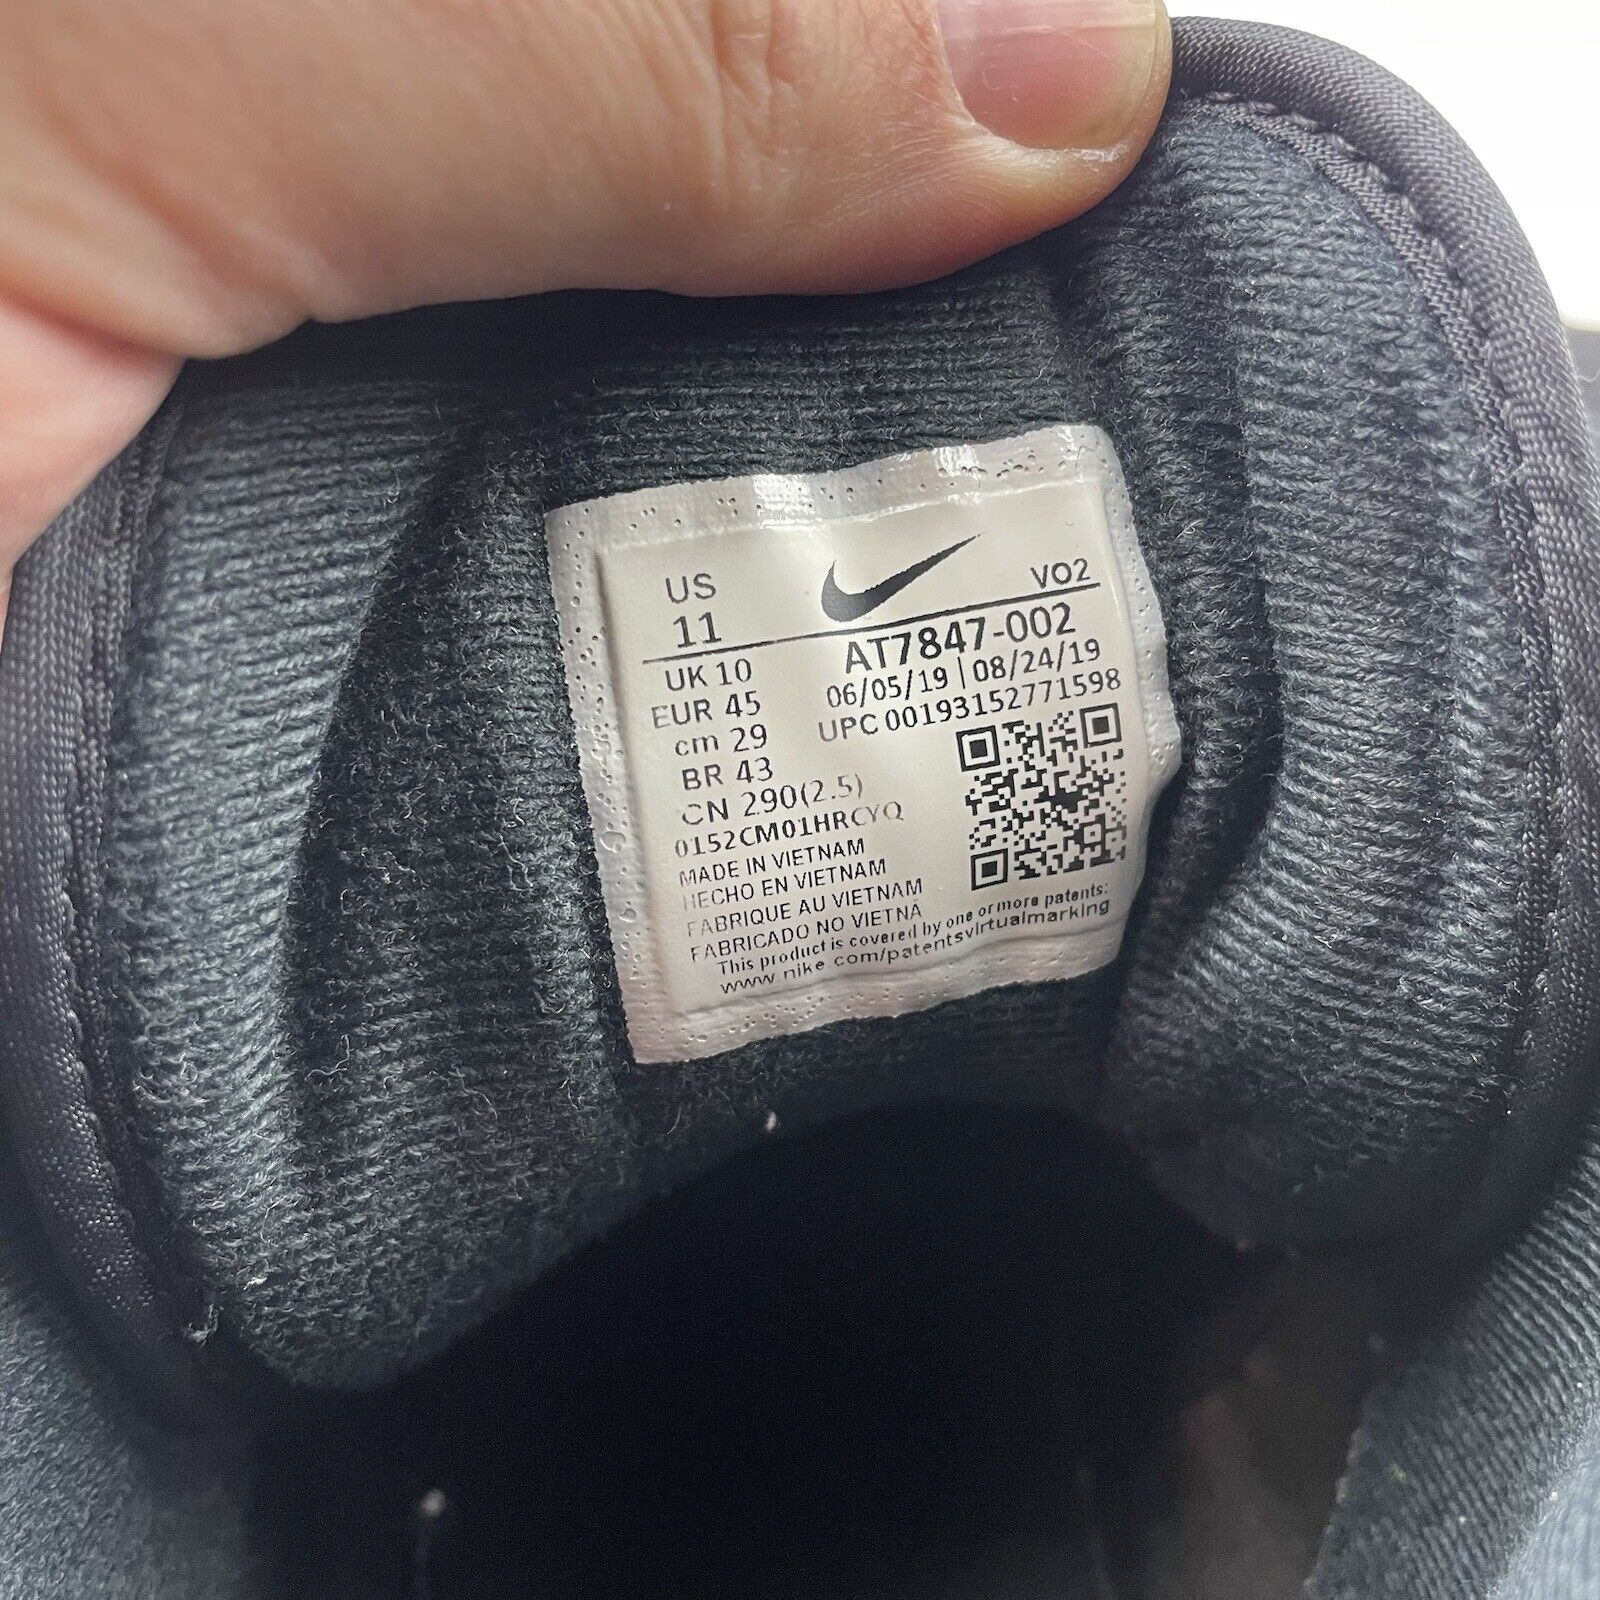 US
11
VO2
UK 10
EUR 45
cm 29
BR 43
CN 290(2.5)
AT7847-002
06/05/19 | 08/24/19
UPC 00193152771598
0152CM01HRCYQ
MADE IN VIETNAM
HECHO EN VIETNAM
FABRIQUE AU VIETNAM
FABRICADO NO VIETNÃ
This product is covered by one or more patents:
www.nike.com/patentsvirtualmarking